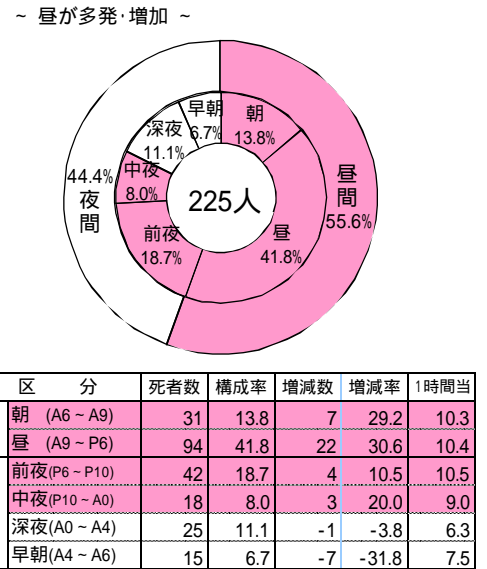 ~ 昼が多発･増加 ~
早朝
6.7%
朝
13.8%
深夜
11.1%
中夜
8.0%
44.4%
夜
間
225人
昼
間
55.6%
前夜
18.7%
昼
41.8%
区 分 死者数 構成率 増減数 増減率 1時間当
朝 (A6 ~ A9) 31 13.8 7 29.2 10.3
昼 (A9 ~ P6) 94 41.8 22 30.6 10.4
前夜(P6 ~ P10) 42 18.7 4 10.5 10.5
中夜(P10 ~ A0) 18 8.0 3 20.0 9.0
深夜(A0 ~ A4) 25 11.1 -1 -3.8 6.3
早朝(A4 ~ A6) 15 6.7 -7 -31.8 7.5